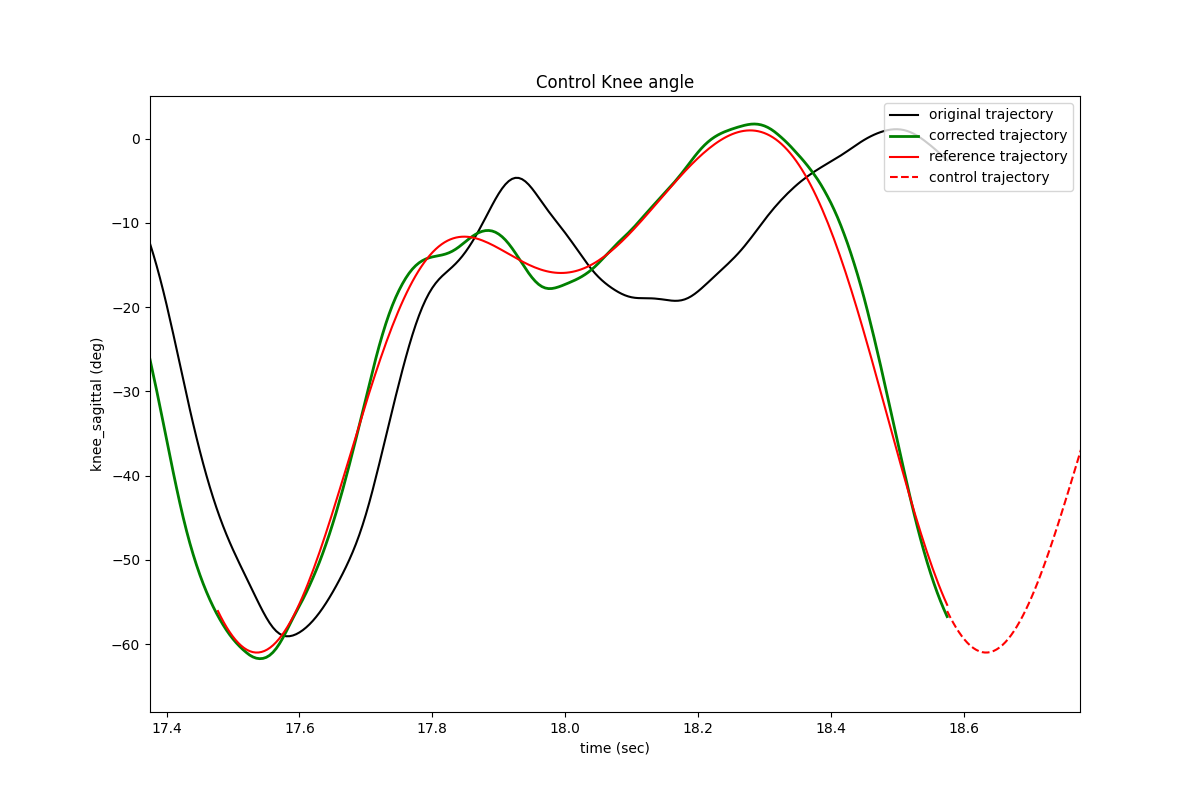 Control Knee angle
original trajectory
corrected trajectory
reference trajectory
control trajectory
knee_sagittal (deg)
0
−10
−20
−30
−40
−50
−60
17.4 17.6 17.8 18.0 18.2 18.4 18.6
time (sec)